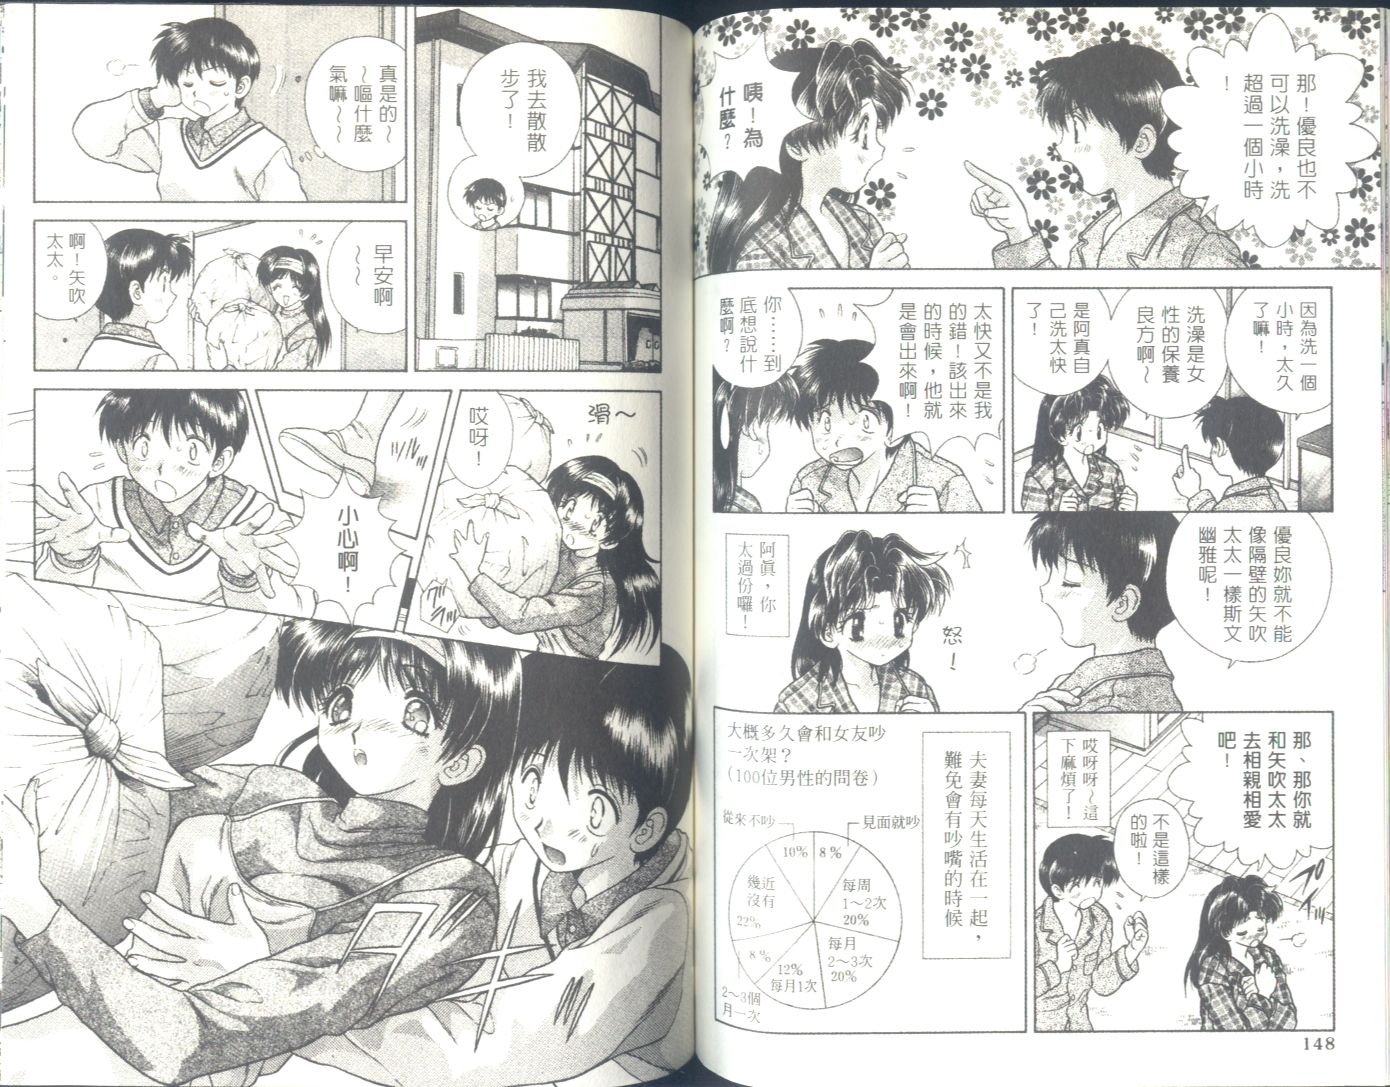 那！優良也不
可以洗澡，洗
超過一個小時
！
咦！為
什麼？
因為洗一個
小時，太久
了嘛！
洗澡是女
性的保養
良方啊～
是阿真自
己洗太快
了！
太快又不是我
的錯！該出來
的時候，他就
是會出來啊！
你……到
底想說什
麼啊？
優良妳就不能
像隔壁的矢吹
太太一樣斯文
幽雅呢！
怒！
阿真，你
太過份囉！
那、那你就
和矢吹太太
去相親相愛
吧！
哎呀呀～這
下麻煩了！
不是這樣
的啦！
プンッ
夫妻每天生活在一起，
難免會有吵嘴的時候
大概多久會和女友吵
一次架？
(100位男性的問卷)
從來不吵
見面就吵
10%
8%
每周
1～2次
20%
每月
2～3次
20%
12%
每月1次
8%
2～3個
月一次
幾近
沒有
22%
148
我去散散
步了！
真是的～
～嘔什麼
氣嘛～～
早安啊
～～
啊！矢吹
太太。
滑～
哎呀！
グッ
小心啊！
ダキッ